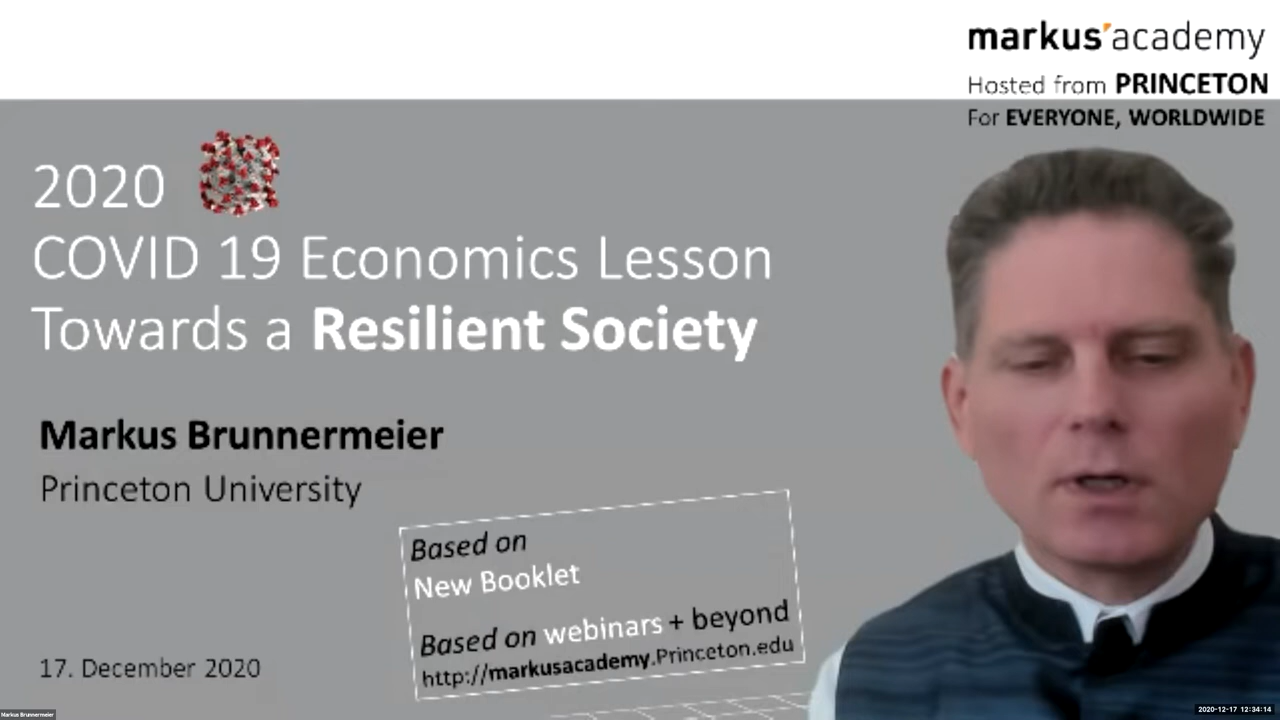 markus'academy
Hosted from PRINCETON
For EVERYONE, WORLDWIDE
2020
COVID 19 Economics Lesson
Towards a Resilient Society
Markus Brunnermeier
Princeton University
Based on
New Booklet
Based on webinars + beyond
http://markusacademy.Princeton.edu
17. December 2020
Markus Brunnermeier
2020-12-17 12:34:14